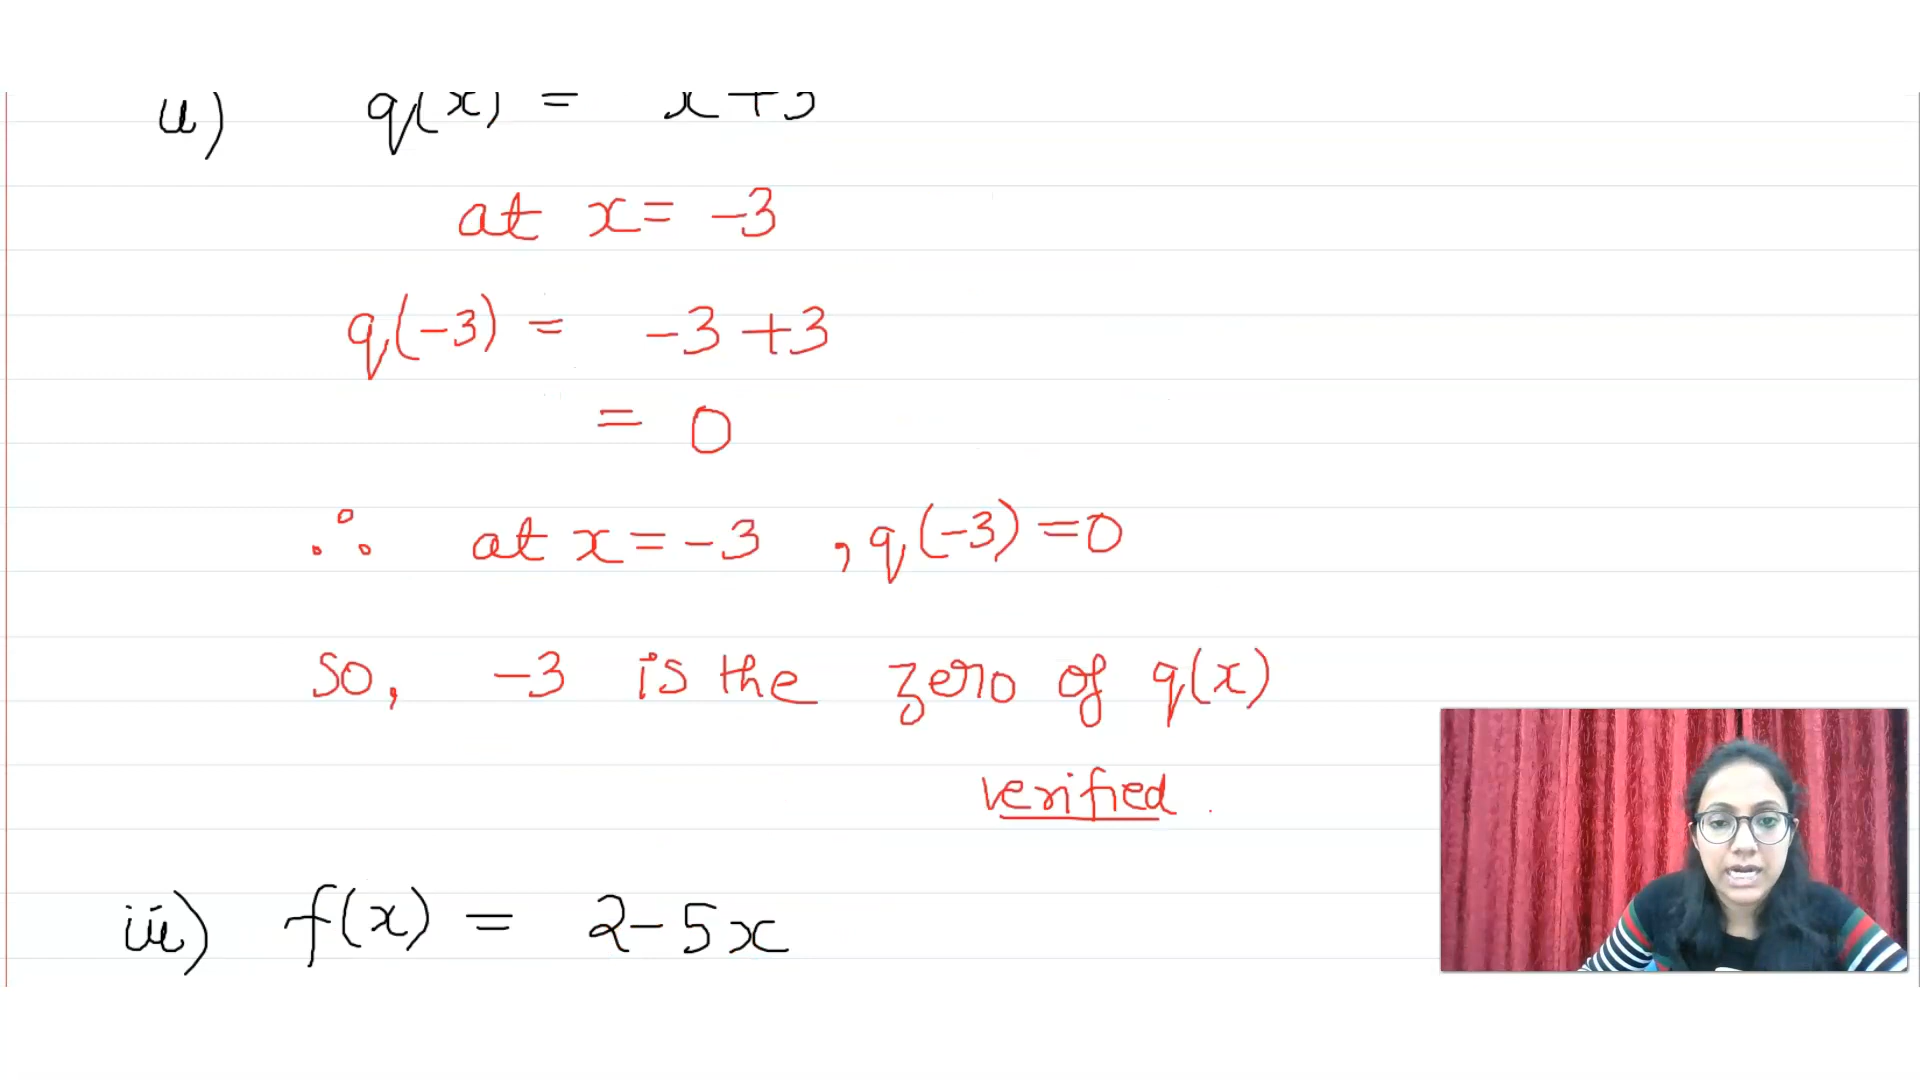 ii) q(x) = x+3
at x= -3
q(-3) = -3+3
= 0
∴ at x=-3 , q(-3)=0
so, -3 is the zero of q(x)
verified.
iii) f(x) = 2-5x